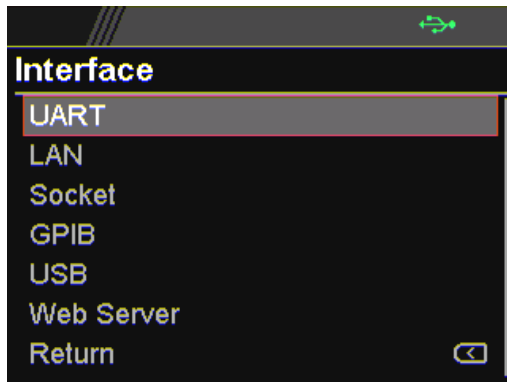 Interface
UART
LAN
Socket
GPIB
USB
Web Server
Return